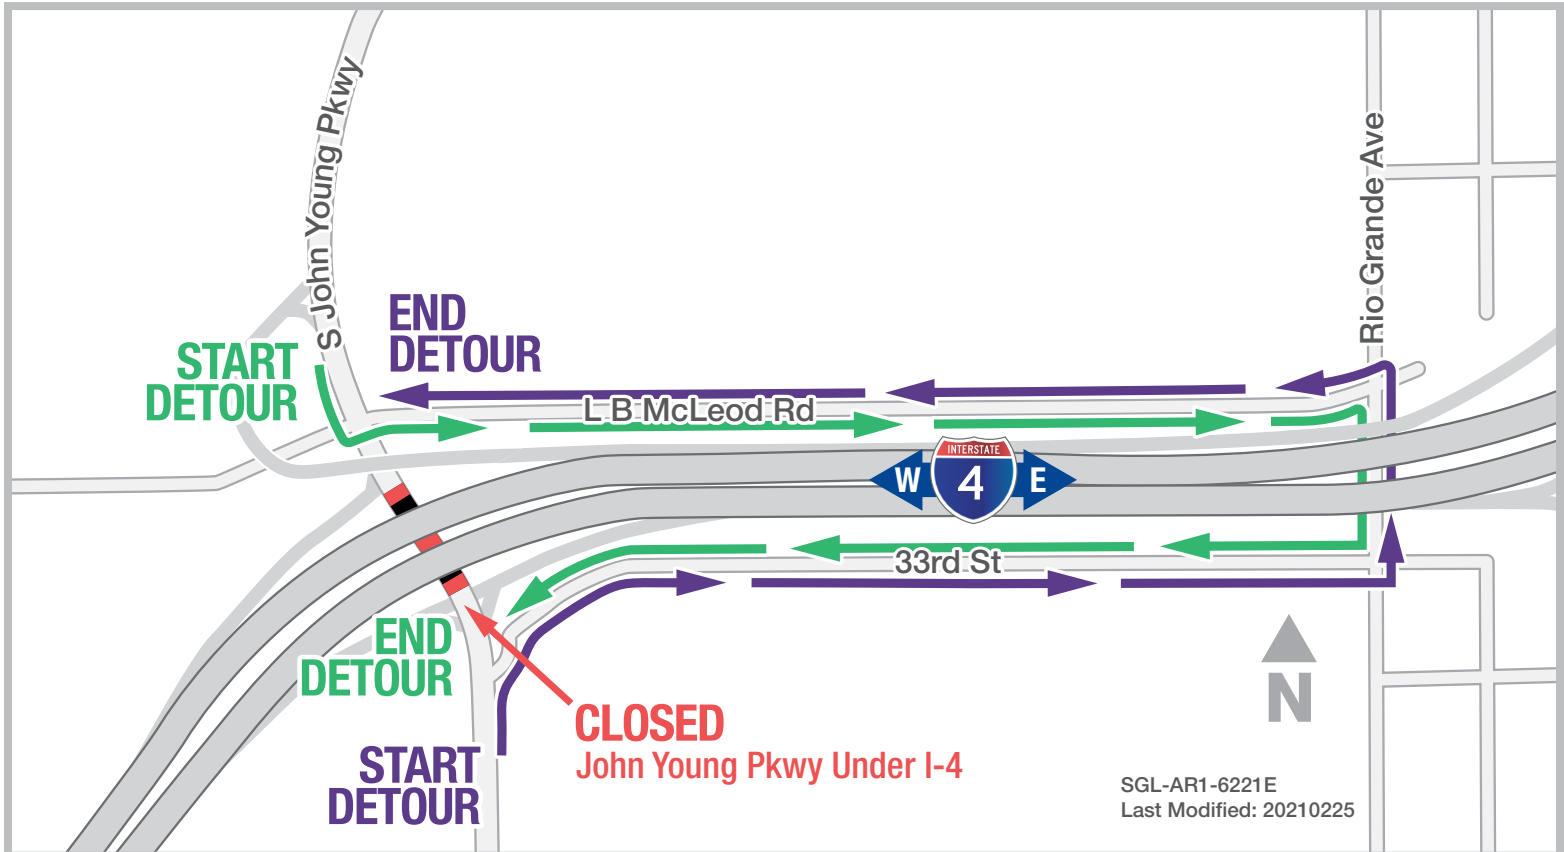 S John Young Pkwy
Rio Grande Ave
END
DETOUR
START
DETOUR
L B McLeod Rd
INTERSTATE
W 4 E
33rd St
END
DETOUR
CLOSED
John Young Pkwy Under I-4
START
DETOUR
N
SGL-AR1-6221E
Last Modified: 20210225